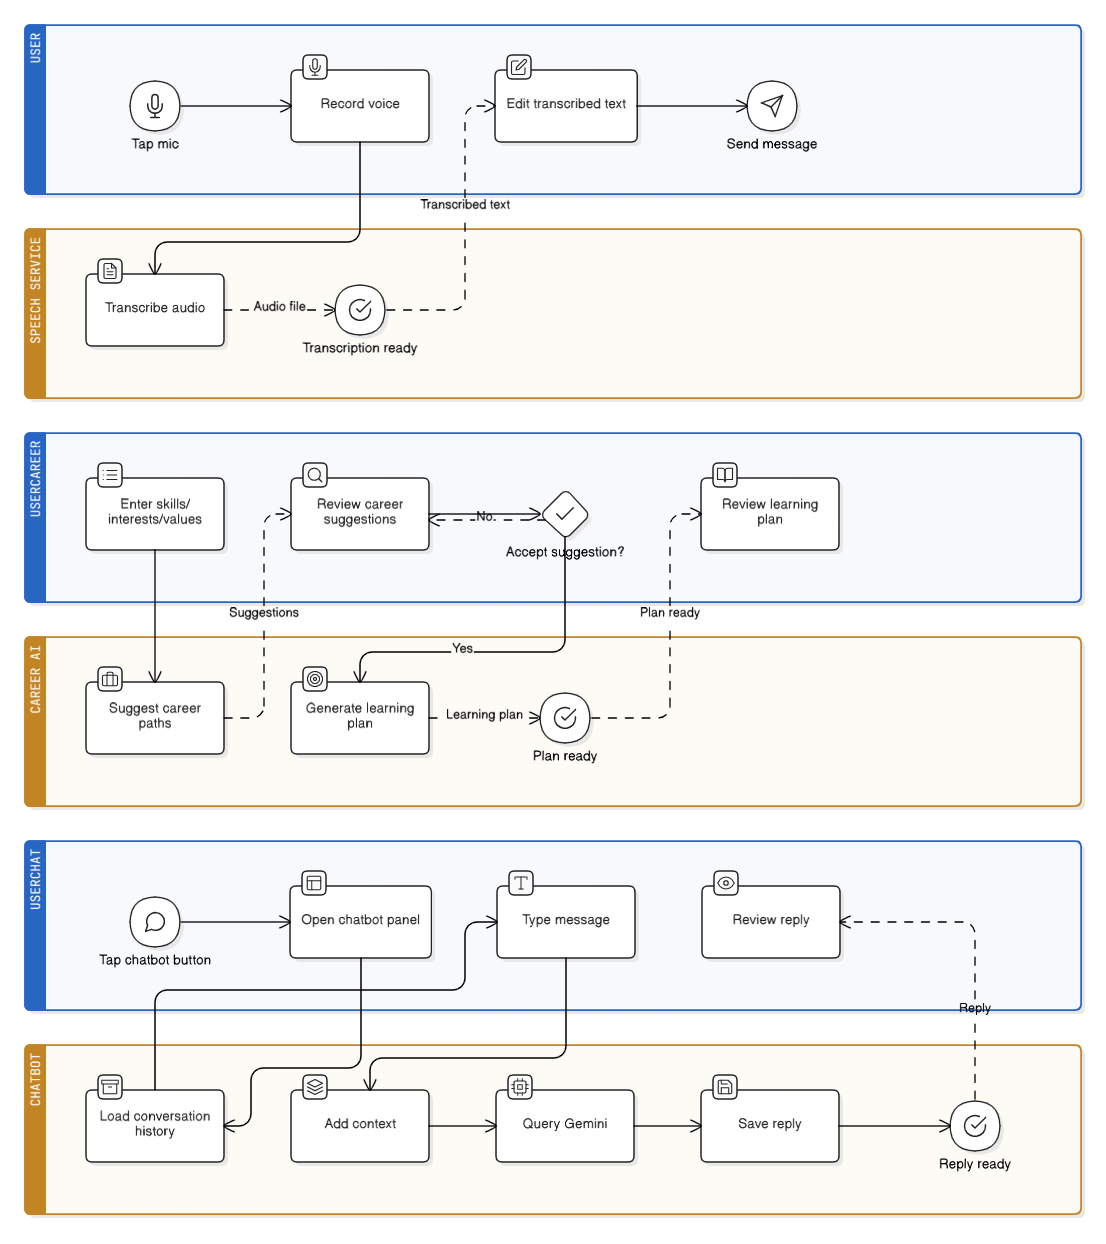 USER
Record voice
Edit transcribed text
Tap mic
Send message
Transcribed text
SPEECH SERVICE
Transcribe audio
Audio file
Transcription ready
USERCAREER
Enter skills/
interests/values
Review career
suggestions
No
Accept suggestion?
Review learning
plan
Suggestions
Plan ready
CAREER AI
Yes
Suggest career
paths
Generate learning
plan
Learning plan
Plan ready
USERCHAT
Tap chatbot button
Open chatbot panel
Type message
Review reply
Reply
CHATBOT
Load conversation
history
Add context
Query Gemini
Save reply
Reply ready